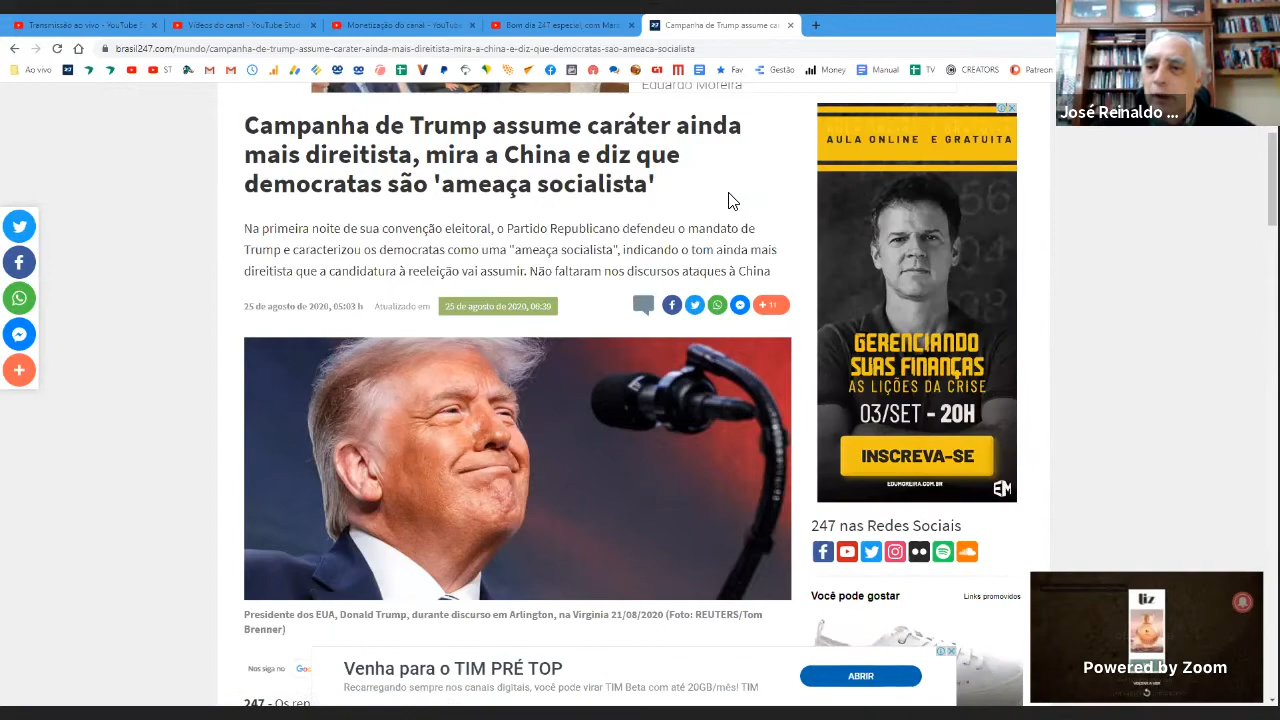 Transmissão ao vivo - YouTube S
Vídeos do canal - YouTube Stud
Monetização do canal - YouTube
Bom dia 247 especial, com Mar
Campanha de Trump assume ca
brasil247.com/mundo/campanha-de-trump-assume-carater-ainda-mais-direitista-mira-a-china-e-diz-que-democratas-sao-ameaca-socialista
Ao vivo
ST
Fav
Gestão
Money
Manual
TV
CREATORS
Patreon
José Reinaldo ...
Eduardo Moreira
Campanha de Trump assume caráter ainda
mais direitista, mira a China e diz que
democratas são 'ameaça socialista'
Na primeira noite de sua convenção eleitoral, o Partido Republicano defendeu o mandato de
Trump e caracterizou os democratas como uma "ameaça socialista", indicando o tom ainda mais
direitista que a candidatura à reeleição vai assumir. Não faltaram nos discursos ataques à China
25 de agosto de 2020, 05:03 h Atualizado em 25 de agosto de 2020, 06:39
11
Presidente dos EUA, Donald Trump, durante discurso em Arlington, na Virginia 21/08/2020 (Foto: REUTERS/Tom
Brenner)
Nos siga no Goo
247 - Os rep
AULA ONLINE E GRATUITA
GERENCIANDO
SUAS FINANÇAS
AS LIÇÕES DA CRISE
03/SET - 20H
INSCREVA-SE
EDUMOREIRA.COM.BR
EM
247 nas Redes Sociais
Você pode gostar
Links promovidos
Venha para o TIM PRÉ TOP
Recarregando sempre nos canais digitais, você pode virar TIM Beta com até 20GB/mês! TIM
ABRIR
liz
Powered by Zoom